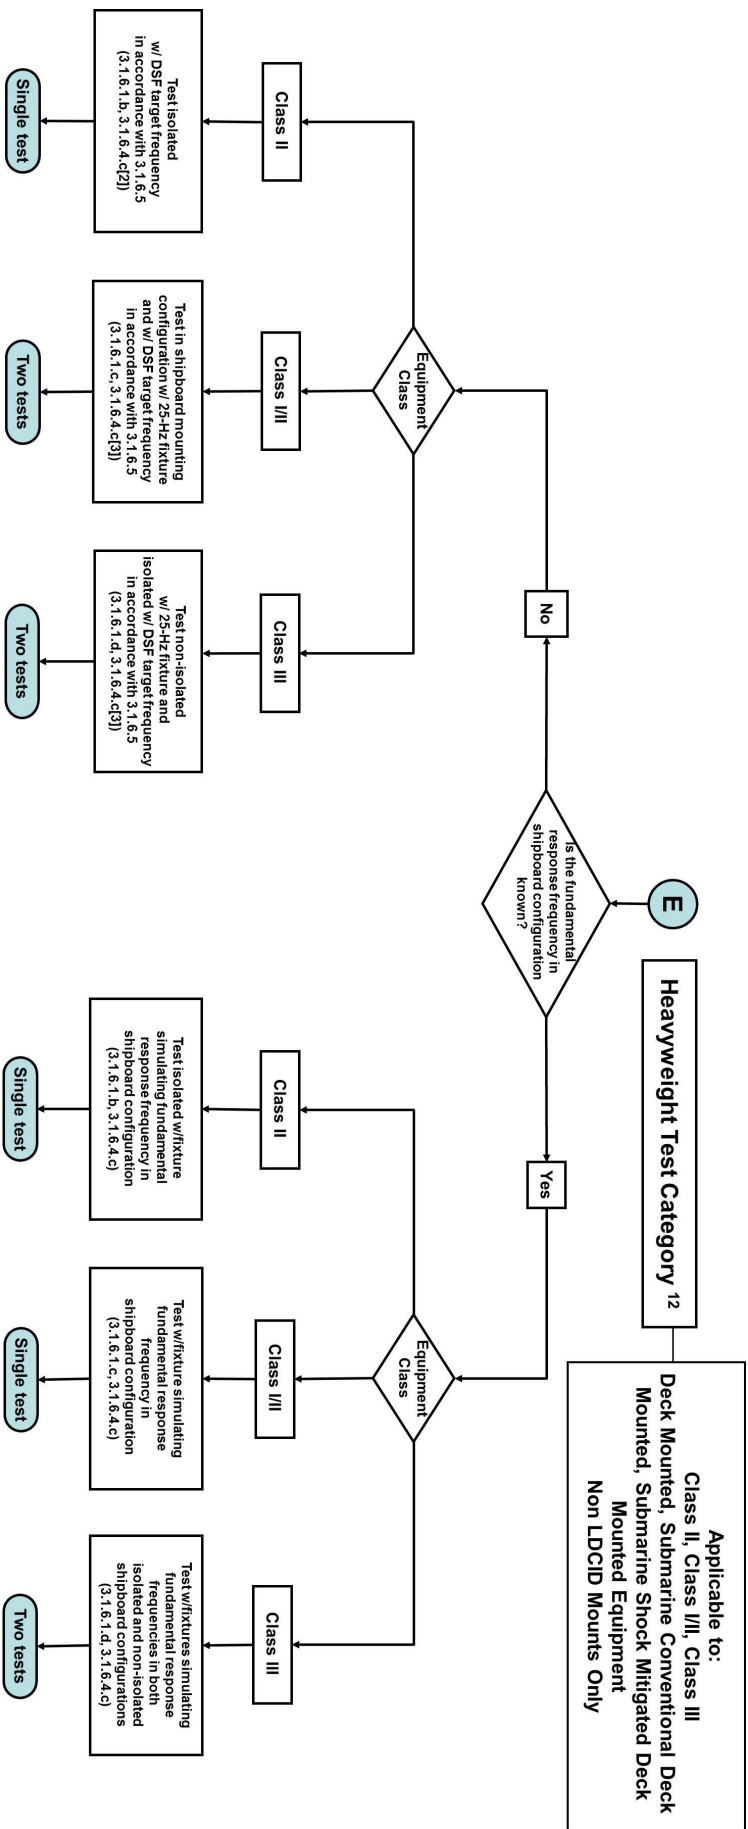 Heavyweight Test Category 12
Applicable to:
Class II, Class I/II, Class III
Deck Mounted, Submarine Conventional Deck
Mounted, Submarine Shock Mitigated Deck
Mounted Equipment
Non LDCID Mounts Only
E
Is the fundamental
response frequency in
shipboard configuration
known?
No
Yes
Equipment
Class
Equipment
Class
Class II
Class I/II
Class III
Class II
Class I/II
Class III
Test isolated
w/ DSF target frequency
in accordance with 3.1.6.5
(3.1.6.1.b, 3.1.6.4.c[2])
Test in shipboard mounting
configuration w/ 25-Hz fixture
and w/ DSF target frequency
in accordance with 3.1.6.5
(3.1.6.1.c, 3.1.6.4.c[3])
Test non-isolated
w/ 25-Hz fixture and
isolated w/ DSF target frequency
in accordance with 3.1.6.5
(3.1.6.1.d, 3.1.6.4.c[3])
Test isolated w/fixture
simulating fundamental
response frequency in
shipboard configuration
(3.1.6.1.b, 3.1.6.4.c)
Test w/fixture simulating
fundamental response
frequency in
shipboard configuration
(3.1.6.1.c, 3.1.6.4.c)
Test w/fixtures simulating
fundamental response
frequencies in both
isolated and non-isolated
shipboard configurations
(3.1.6.1.d, 3.1.6.4.c)
Single test
Two tests
Two tests
Single test
Single test
Two tests